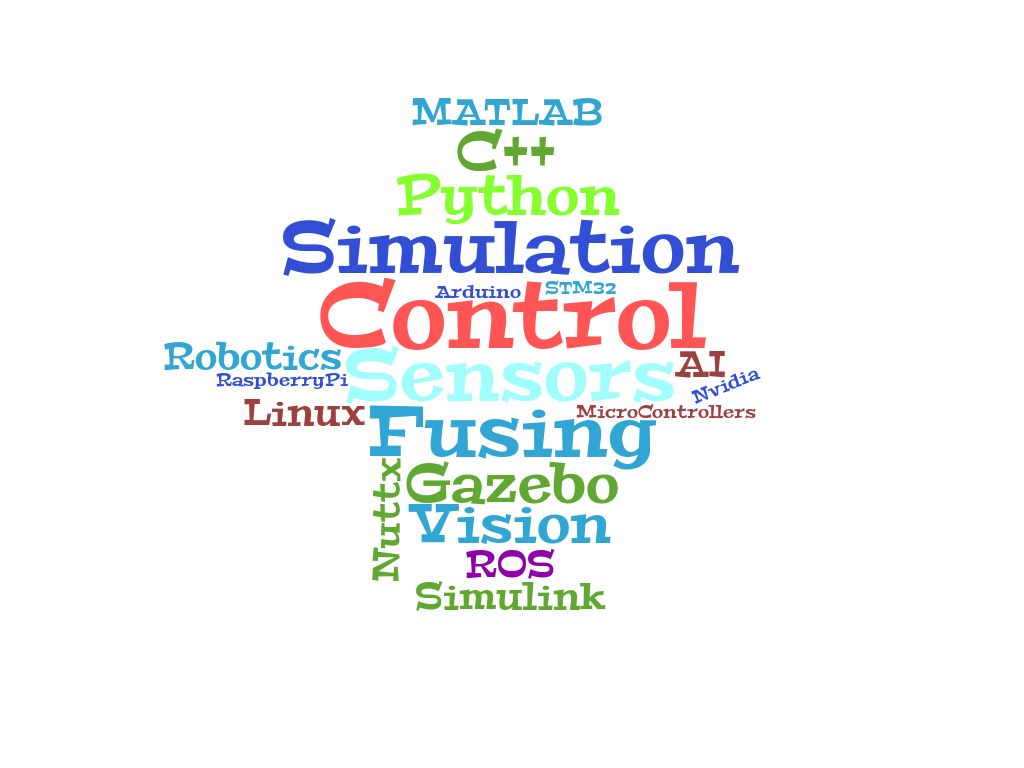 MATLAB
C++
Python
Simulation
Arduino
STM32
Control
Robotics
Sensors
AI
RaspberryPi
Nvidia
Linux
MicroControllers
Fusing
Nuttx
Gazebo
Vision
ROS
Simulink